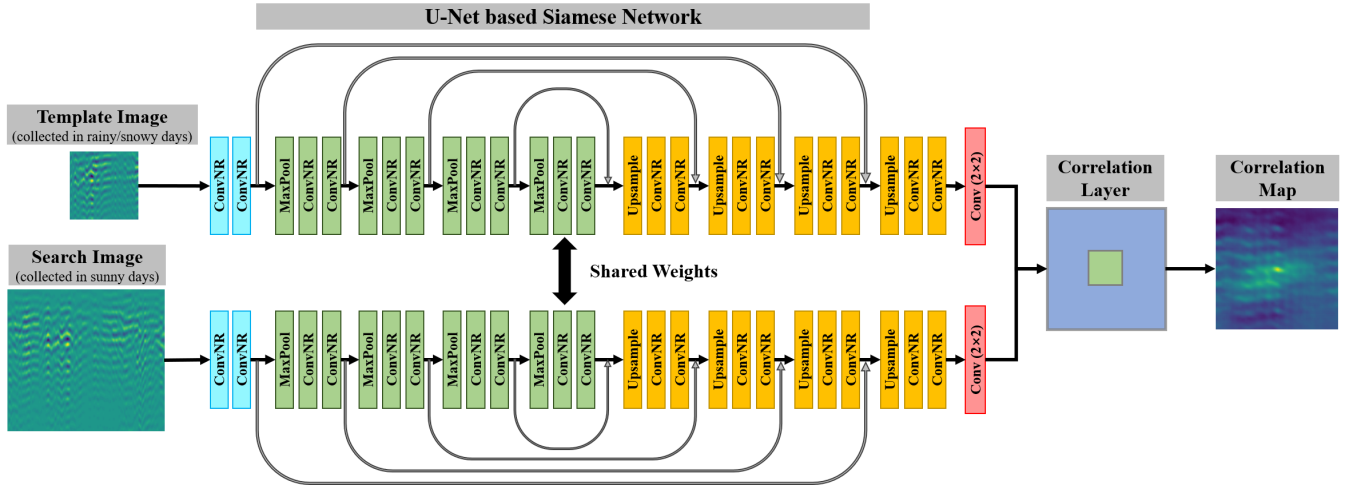 U-Net based Siamese Network
Template Image
(collected in rainy/snowy days)
ConvNR
ConvNR
MaxPool
ConvNR
ConvNR
MaxPool
ConvNR
ConvNR
MaxPool
ConvNR
ConvNR
MaxPool
ConvNR
ConvNR
Upsample
ConvNR
ConvNR
Upsample
ConvNR
ConvNR
Upsample
ConvNR
ConvNR
Upsample
ConvNR
ConvNR
Conv (2×2)
Correlation
Layer
Correlation
Map
Search Image
(collected in sunny days)
Shared Weights
ConvNR
ConvNR
MaxPool
ConvNR
ConvNR
MaxPool
ConvNR
ConvNR
MaxPool
ConvNR
ConvNR
MaxPool
ConvNR
ConvNR
Upsample
ConvNR
ConvNR
Upsample
ConvNR
ConvNR
Upsample
ConvNR
ConvNR
Upsample
ConvNR
ConvNR
Conv (2×2)